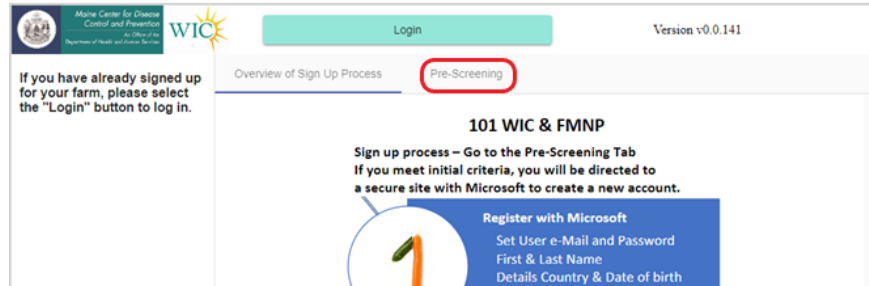 Maine Center for Disease
Control and Prevention
An Office of the
Department of Health and Human Services
WIC
Login
Version v0.0.141
If you have already signed up
for your farm, please select
the "Login" button to log in.
Overview of Sign Up Process
Pre-Screening
101 WIC & FMNP
Sign up process – Go to the Pre-Screening Tab
If you meet initial criteria, you will be directed to
a secure site with Microsoft to create a new account.
1
Register with Microsoft
Set User e-Mail and Password
First & Last Name
Details Country & Date of birth